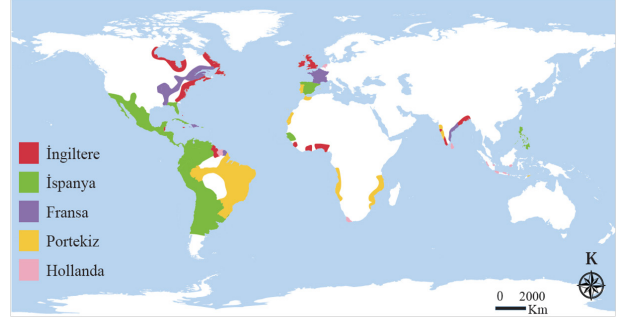 İngiltere
İspanya
Fransa
Portekiz
Hollanda
K
0 2000
Km